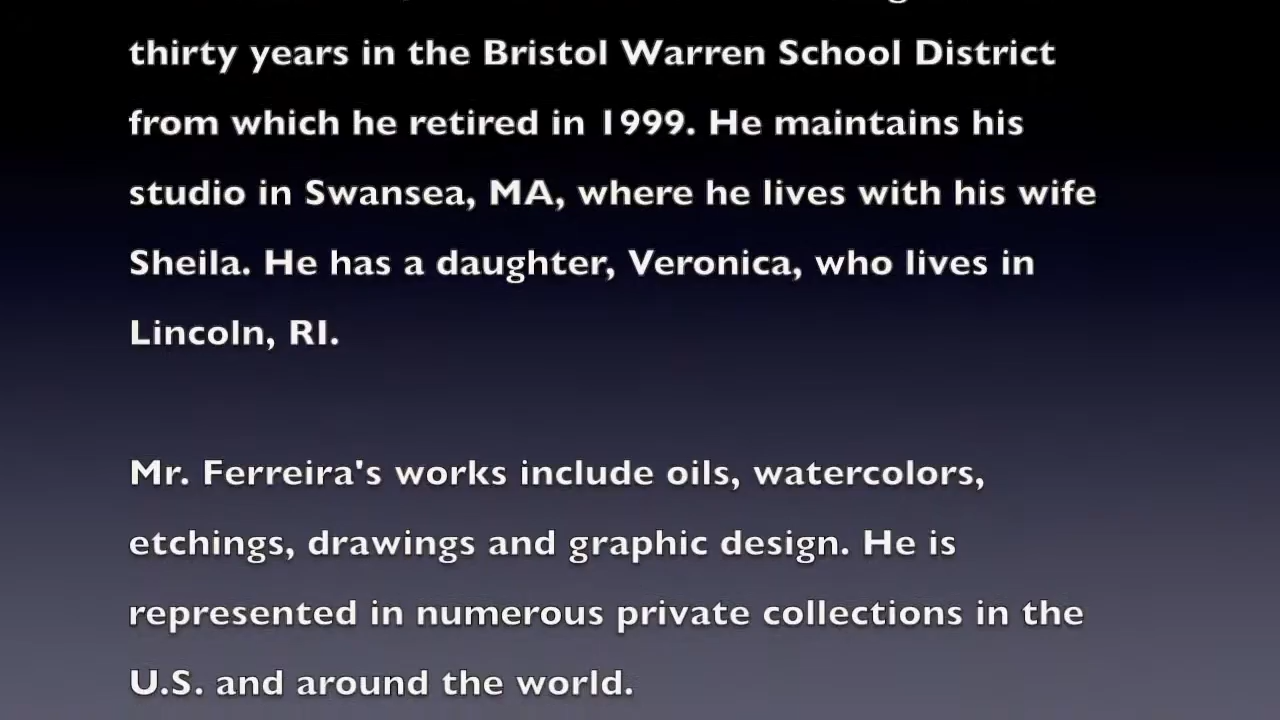 thirty years in the Bristol Warren School District
from which he retired in 1999. He maintains his
studio in Swansea, MA, where he lives with his wife
Sheila. He has a daughter, Veronica, who lives in
Lincoln, RI.
Mr. Ferreira's works include oils, watercolors,
etchings, drawings and graphic design. He is
represented in numerous private collections in the
U.S. and around the world.